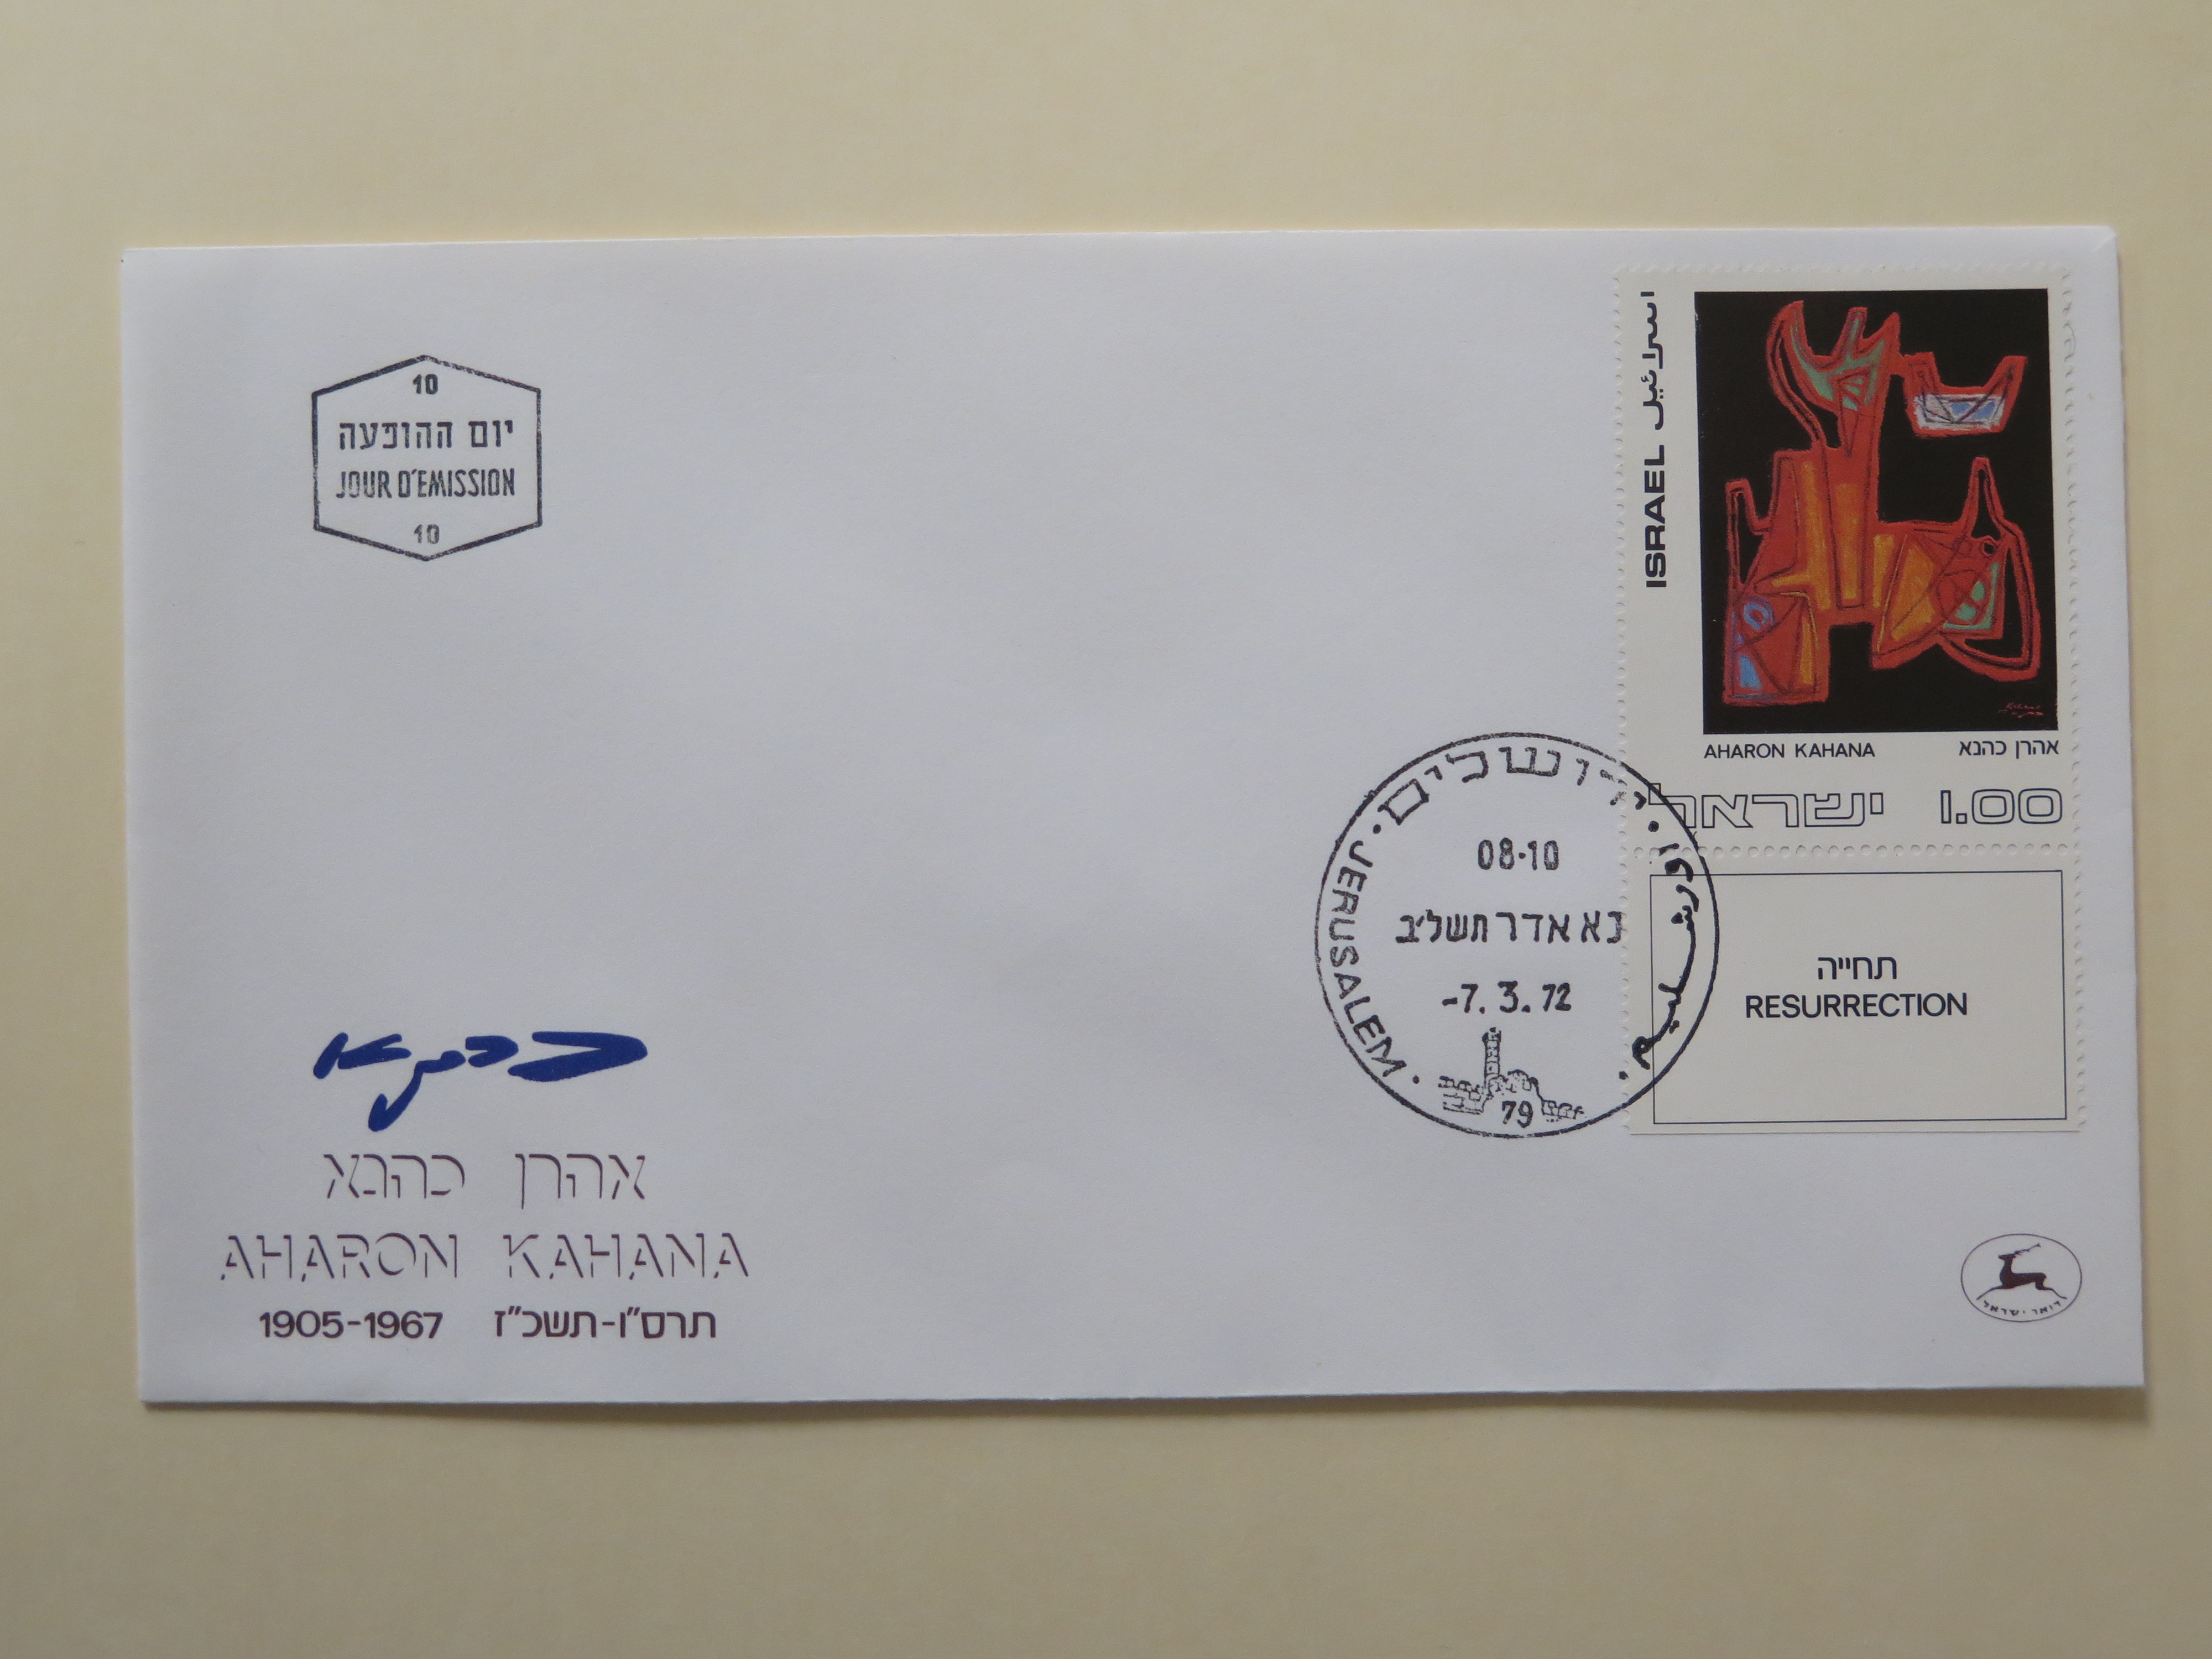 10
יום ההופעה
JOUR D'EMISSION
10
ISRAEL اسرائيل
AHARON KAHANA אהרן כהנא
ישראל 1.00
תחייה
RESURRECTION
ירושלים
JERUSALEM
اورشليم
08·10
כא אדר תשל"ב
-7.3.72
79
כהנא
אהרן כהנא
AHARON KAHANA
1905-1967 תרס"ו-תשכ"ז
דואר·ישראל